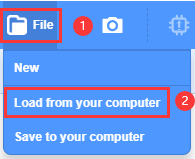 File 1
New
Load from your computer 2
Save to your computer